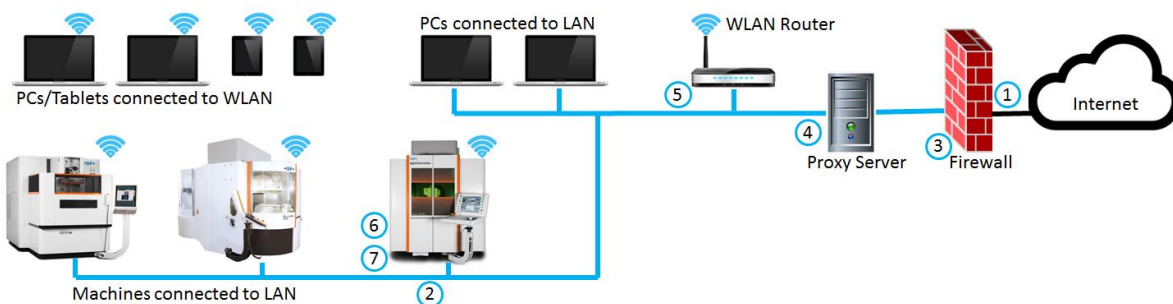 PCs connected to LAN
WLAN Router
PCs/Tablets connected to WLAN
5
4
1
Internet
Proxy Server
3
Firewall
6
7
Machines connected to LAN
2